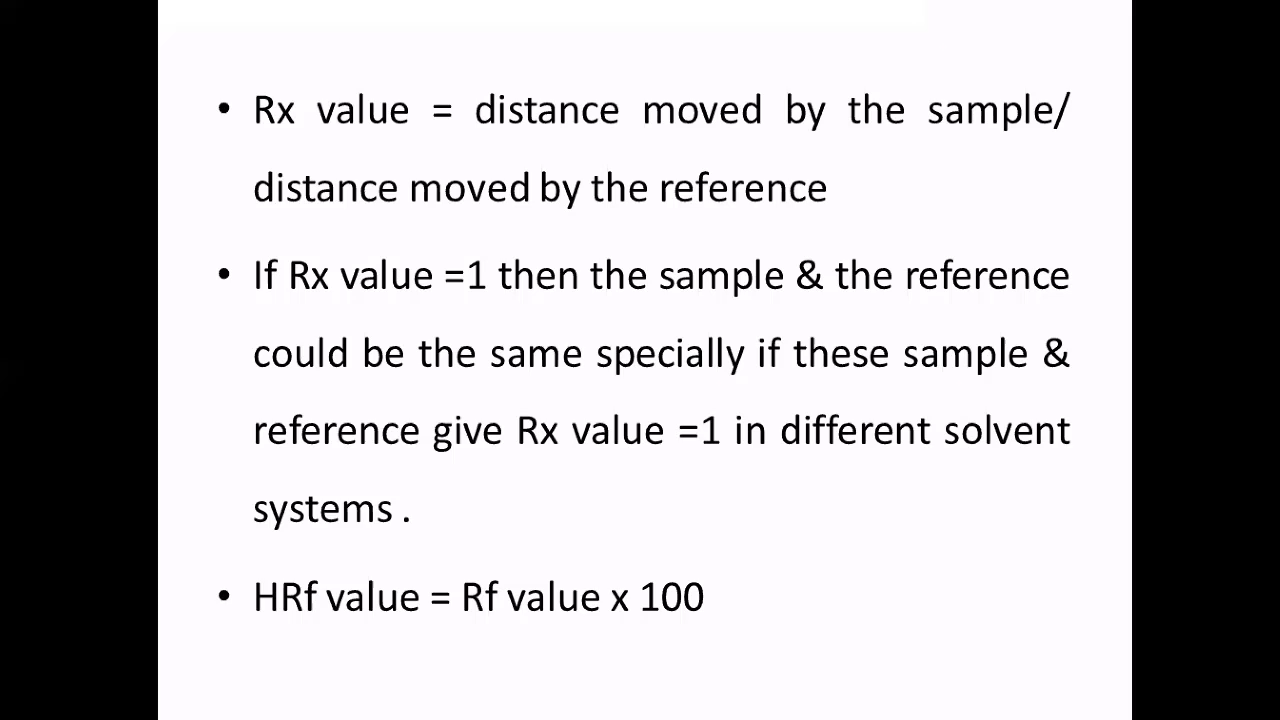 • Rx value = distance moved by the sample/
distance moved by the reference
• If Rx value =1 then the sample & the reference
could be the same specially if these sample &
reference give Rx value =1 in different solvent
systems .
• HRf value = Rf value x 100